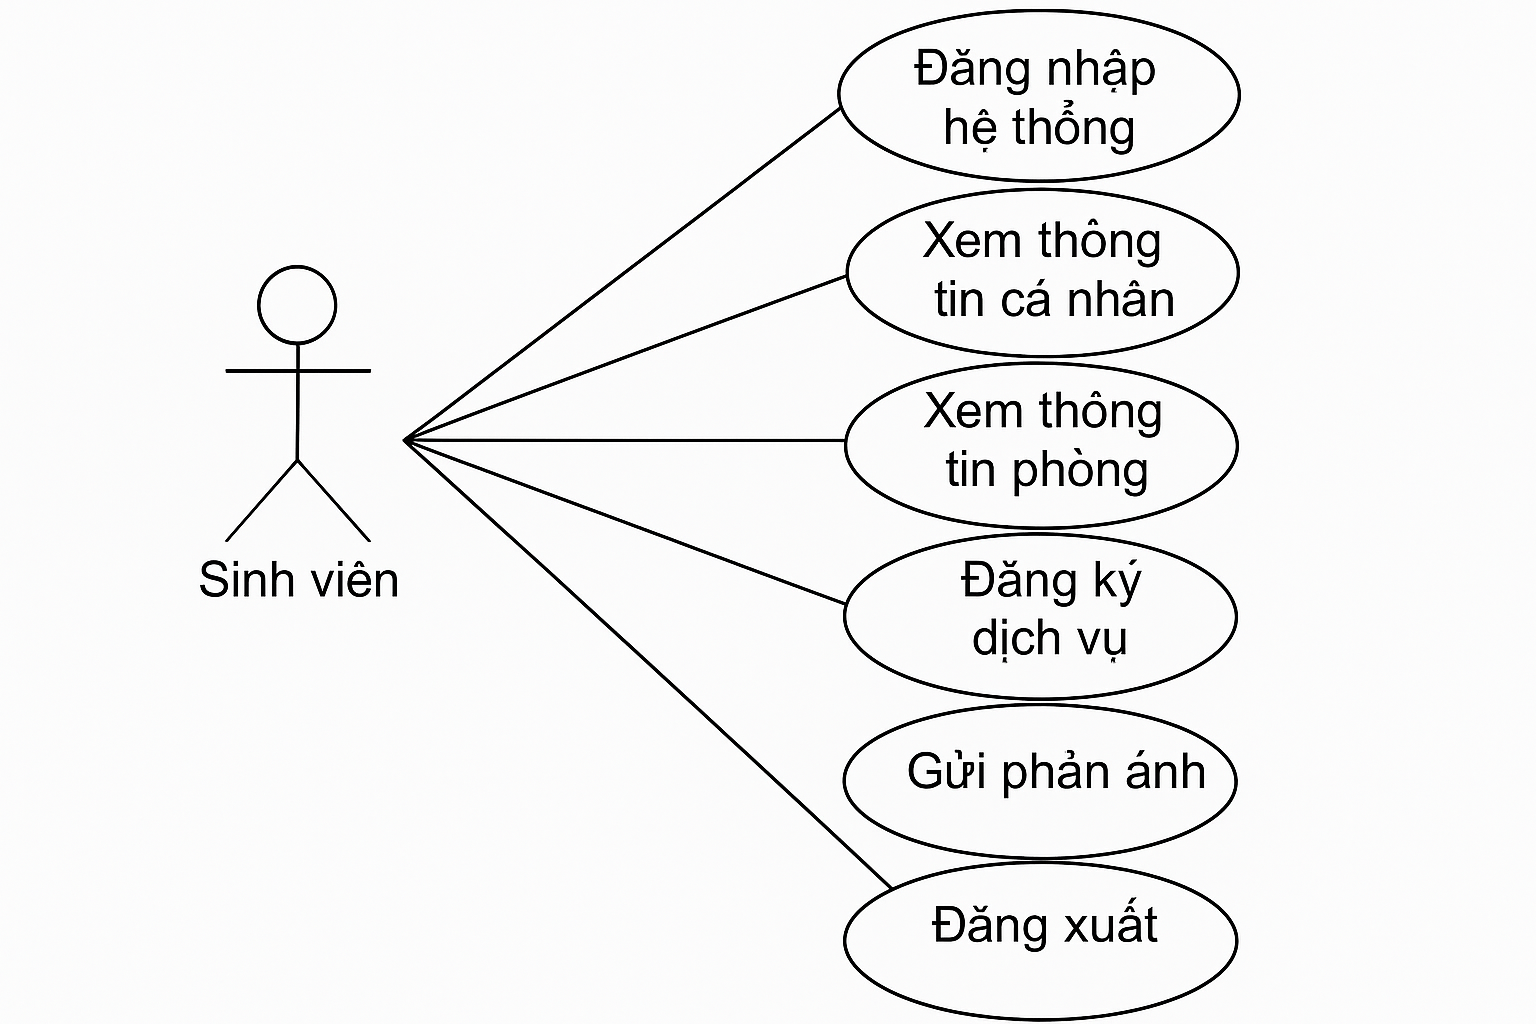 Đăng nhập
hệ thổng
Xem thông
tin cá nhân
Xem thông
tin phòng
Sinh viên
Đăng ký
dịch vụ
Gửi phản ánh
Đăng xuất